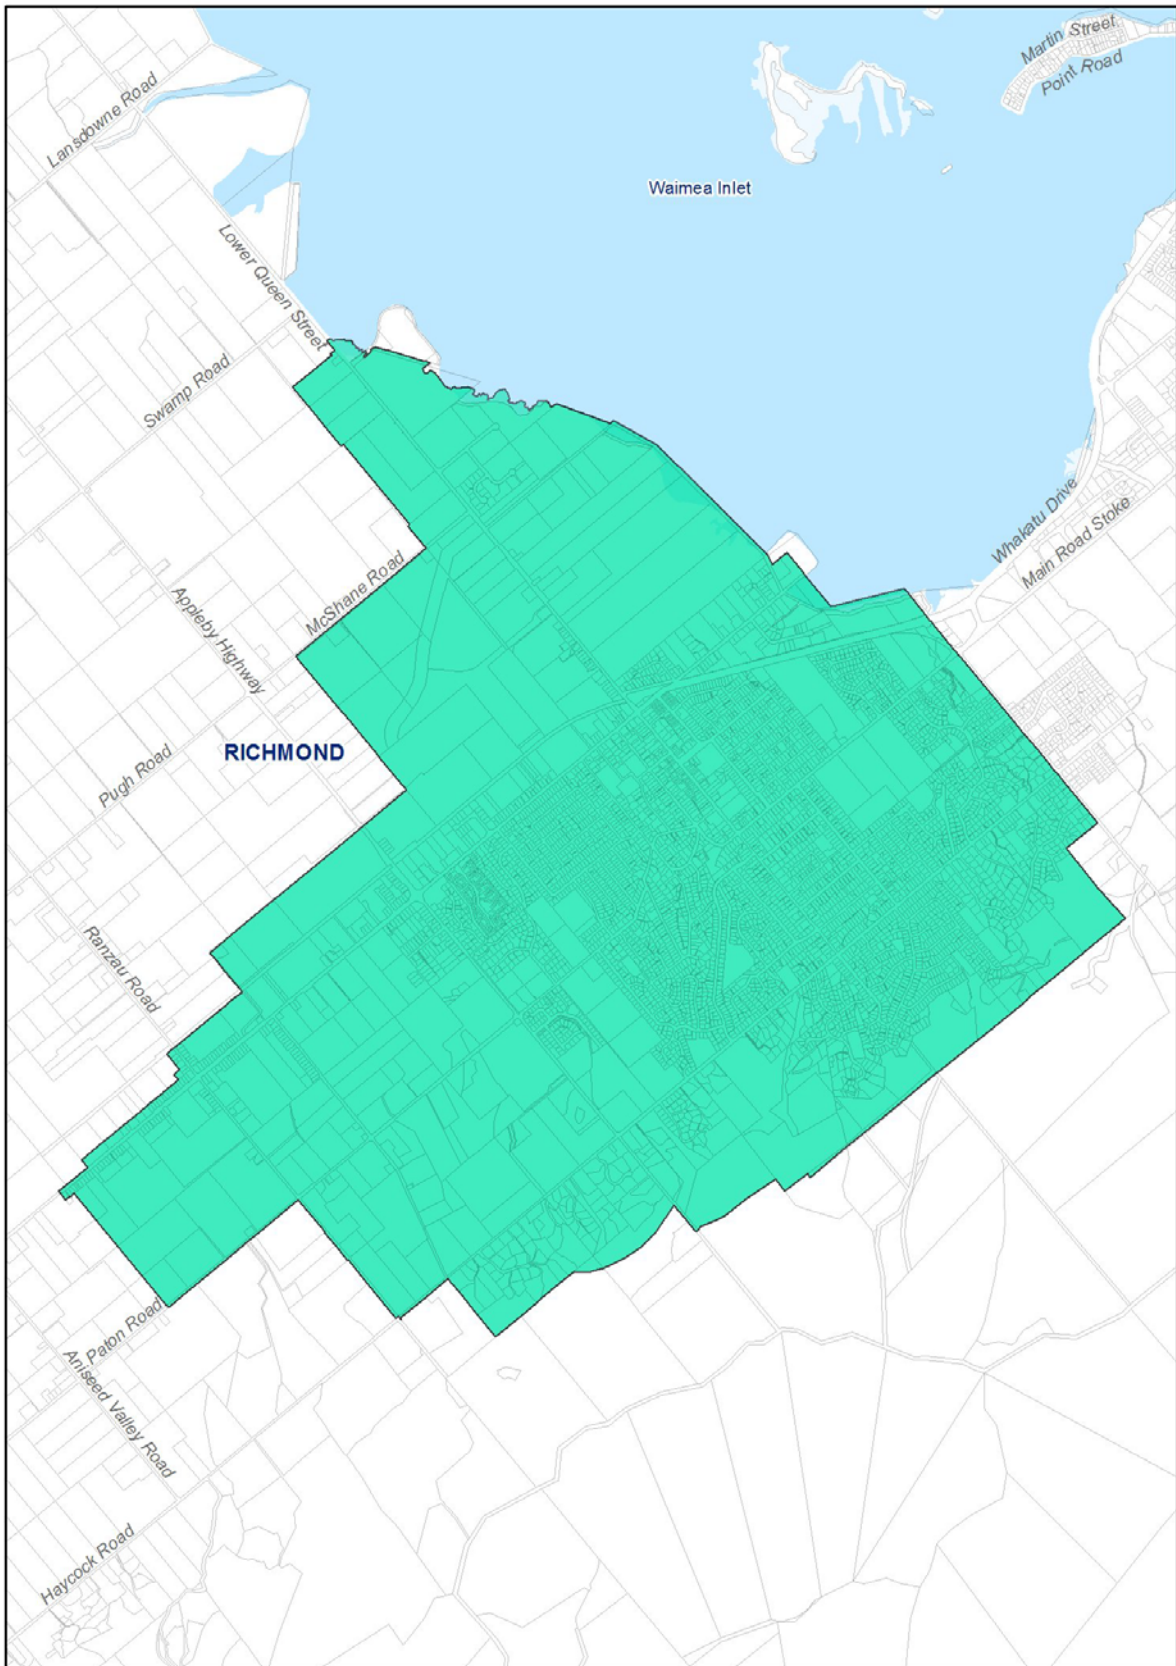 Martin Street
Point Road
Lansdowne Road
Waimea Inlet
Lower Queen Street
Swamp Road
Whakatu Drive
Main Road Stoke
McShane Road
Appleby Highway
RICHMOND
Pugh Road
Ranzau Road
Paton Road
Aniseed Valley Road
Haycock Road